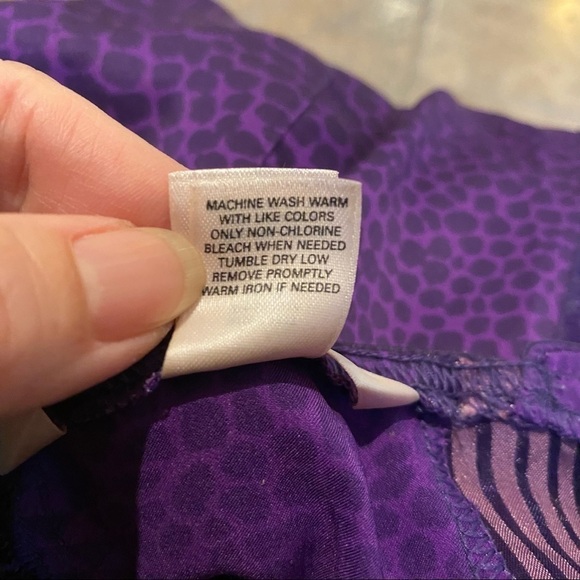 MACHINE WASH WARM
WITH LIKE COLORS
ONLY NON-CHLORINE
BLEACH WHEN NEEDED
TUMBLE DRY LOW
REMOVE PROMPTLY
WARM IRON IF NEEDED